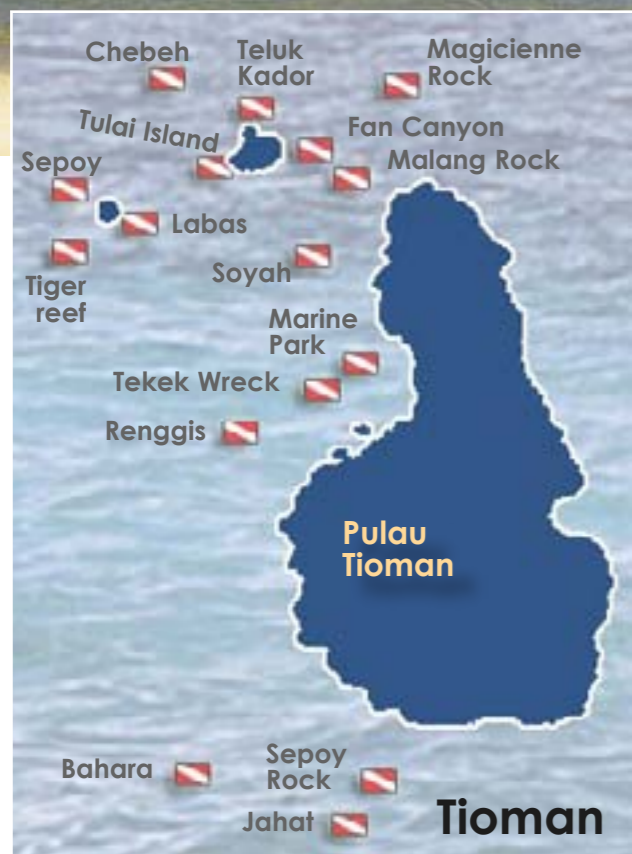 Chebeh
Teluk
Kador
Magicienne
Rock
Tulai Island
Fan Canyon
Malang Rock
Sepoy
Labas
Tiger
reef
Soyah
Marine
Park
Tekek Wreck
Renggis
Pulau
Tioman
Bahara
Sepoy
Rock
Jahat
Tioman